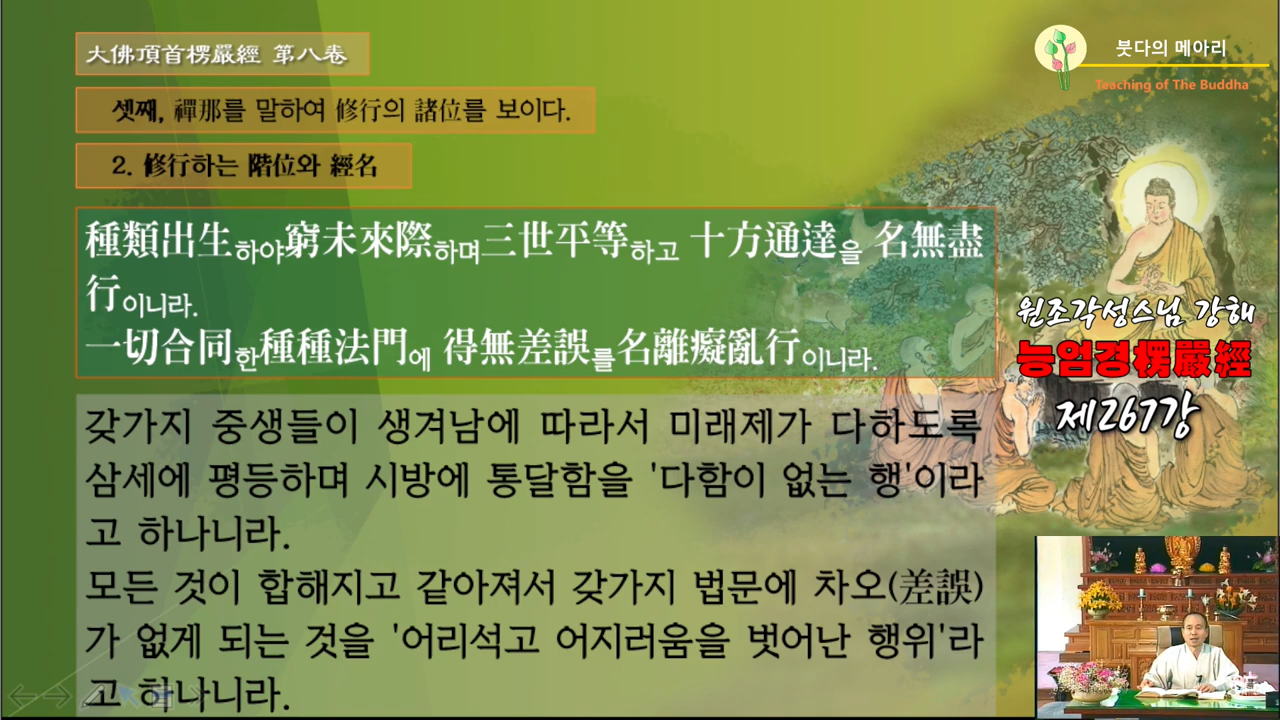 大佛頂首楞嚴經 第八卷
셋째, 禪那를 말하여 修行의 諸位를 보이다.
2. 修行하는 階位와 經名
種類出生하야窮未來際하며三世平等하고 十方通達을 名無盡
行이니라.
一切合同한種種法門에 得無差誤를名離癡亂行이니라.
갖가지 중생들이 생겨남에 따라서 미래제가 다하도록
삼세에 평등하며 시방에 통달함을 '다함이 없는 행'이라
고 하나니라.
모든 것이 합해지고 같아져서 갖가지 법문에 차오(差誤)
가 없게 되는 것을 '어리석고 어지러움을 벗어난 행위'라
고 하나니라.
붓다의 메아리
Teaching of The Buddha
원조각성스님 강해
능엄경楞嚴經
제267강